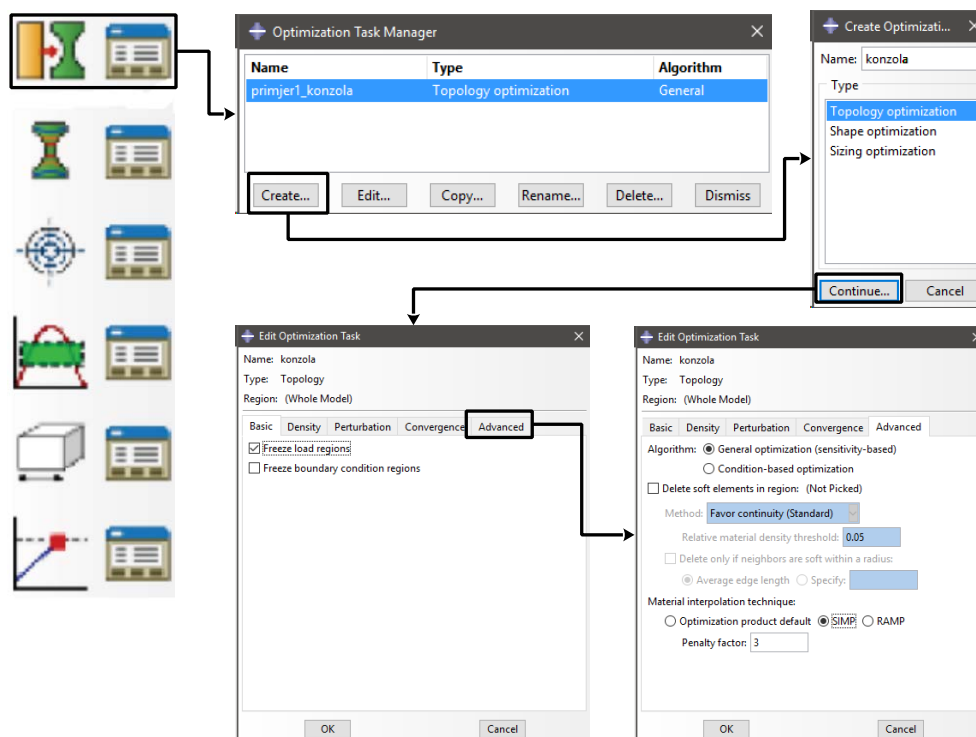 Optimization Task Manager
Name Type Algorithm
primjer1_konzola Topology optimization General
Create... Edit... Copy... Rename... Delete... Dismiss
Create Optimizati...
Name: konzola
Type
Topology optimization
Shape optimization
Sizing optimization
Continue... Cancel
Edit Optimization Task
Name: konzola
Type: Topology
Region: (Whole Model)
Basic Density Perturbation Convergence Advanced
Freeze load regions
Freeze boundary condition regions
OK Cancel
Edit Optimization Task
Name: konzola
Type: Topology
Region: (Whole Model)
Basic Density Perturbation Convergence Advanced
Algorithm: General optimization (sensitivity-based)
Condition-based optimization
Delete soft elements in region: (Not Picked)
Method: Favor continuity (Standard)
Relative material density threshold: 0.05
Delete only if neighbors are soft within a radius:
Average edge length Specify:
Material interpolation technique:
Optimization product default SIMP RAMP
Penalty factor: 3
OK Cancel